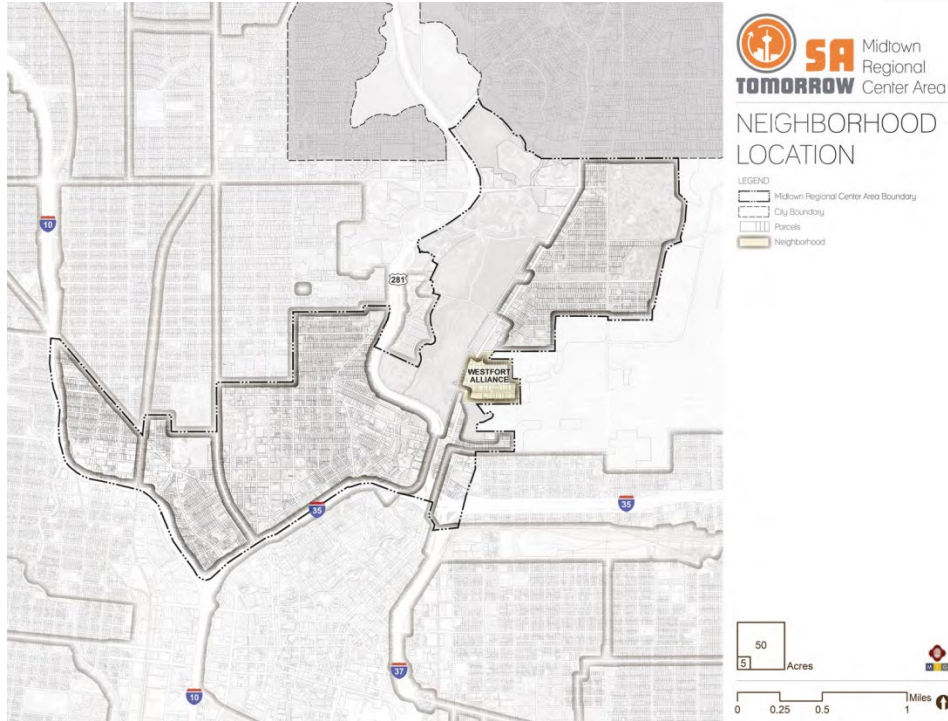 SA
TOMORROW
Midtown
Regional
Center Area
NEIGHBORHOOD
LOCATION
LEGEND
Midtown Regional Center Area Boundary
City Boundary
Parcels
Neighborhood
10
281
WESTFORT
ALLIANCE
35
35
37
10
50
5
Acres
M I G
Miles
0 0.25 0.5 1